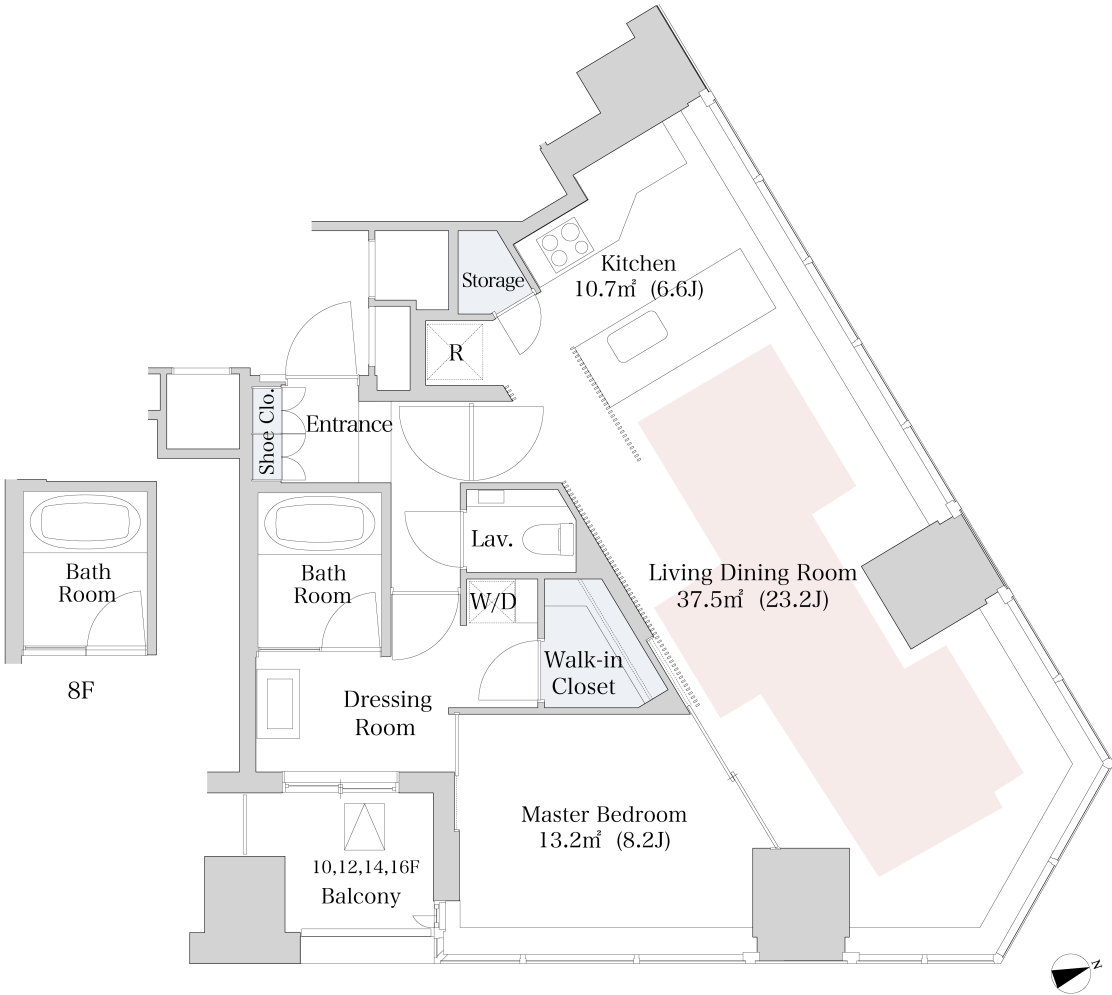 Kitchen
10.7㎡ (6.6J)
Storage
R
Shoe Clo.
Entrance
Lav.
Bath
Room
8F
Bath
Room
W/D
Living Dining Room
37.5㎡ (23.2J)
Walk-in
Closet
Dressing
Room
Master Bedroom
13.2㎡ (8.2J)
10,12,14,16F
Balcony
N